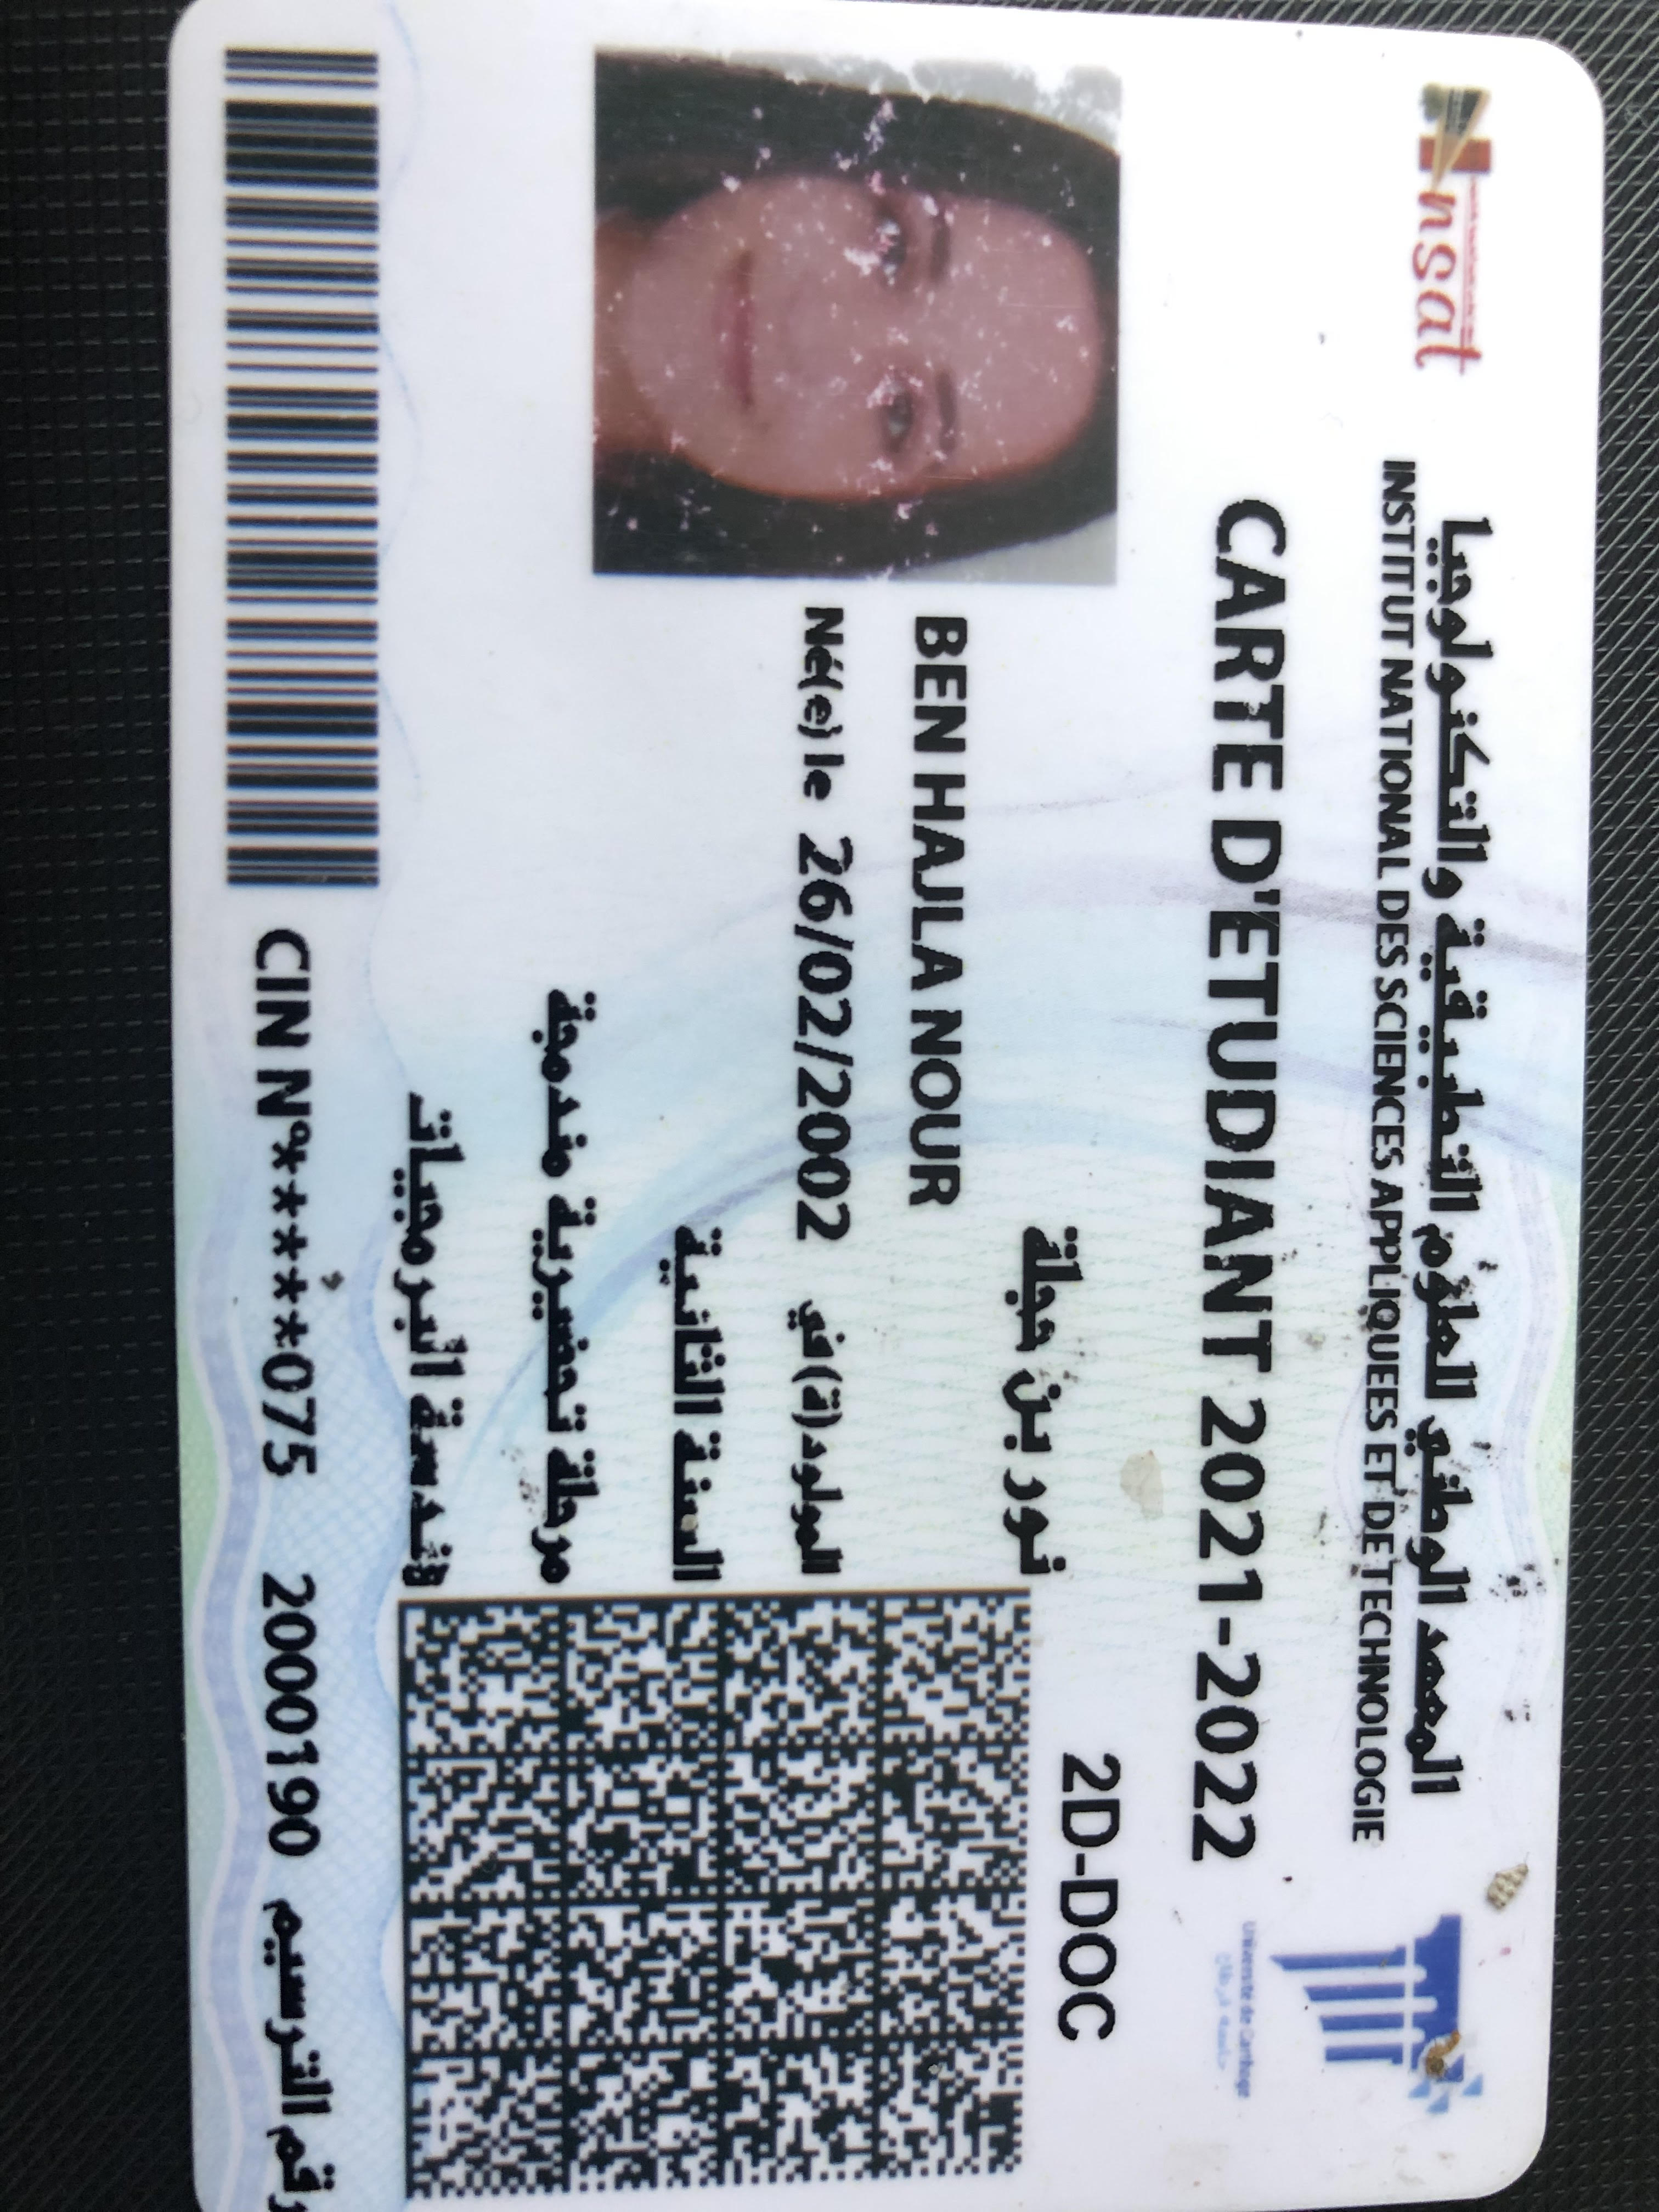 المعهد الوطني للعلوم التطبيقية والتكنولوجيا
INSTITUT NATIONAL DES SCIENCES APPLIQUEES ET DE TECHNOLOGIE
insat
Université de Carthage
جامعة قرطاج
CARTE D'ETUDIANT 2021-2022
2D-DOC
نور بن حجلة
BEN HAJLA NOUR
Né(e) le 26/02/2002 المولود(ة) في
السنة الثانية
مرحلة تحضيرية مندمجة
هندسة البرمجيات
CIN N°*****075 2000190 رقم الترسيم